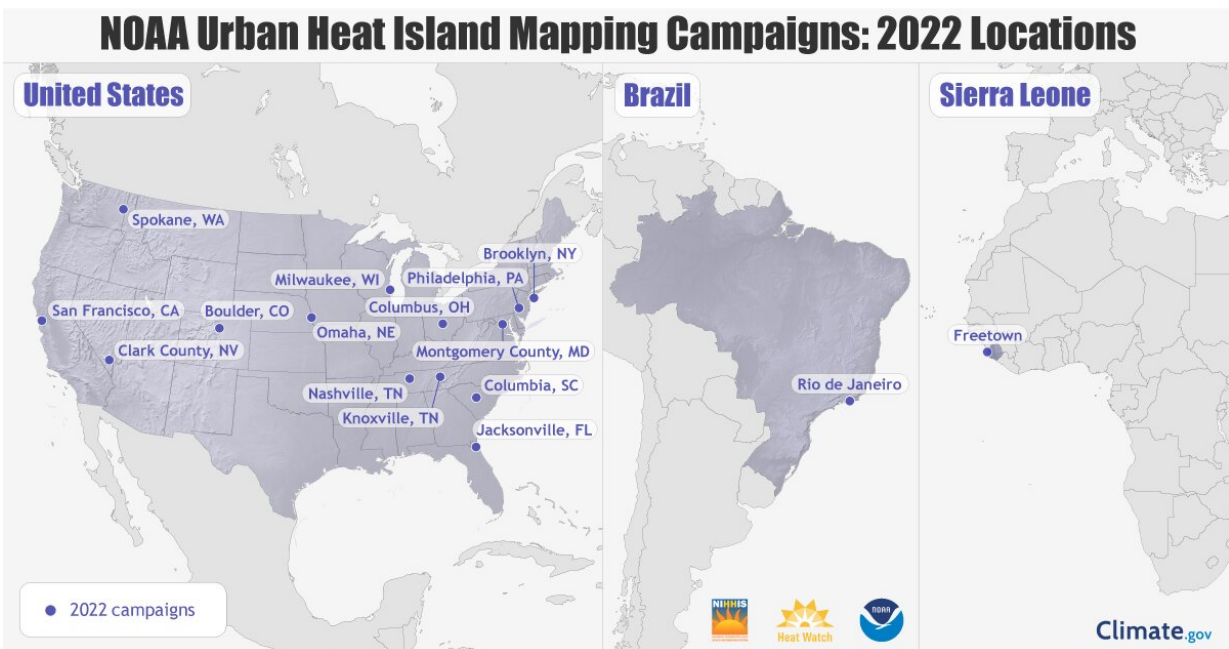 NOAA Urban Heat Island Mapping Campaigns: 2022 Locations
United States
Spokane, WA
Brooklyn, NY
Milwaukee, WI
Philadelphia, PA
San Francisco, CA
Boulder, CO
Columbus, OH
Omaha, NE
Clark County, NV
Montgomery County, MD
Nashville, TN
Columbia, SC
Knoxville, TN
Jacksonville, FL
2022 campaigns
Brazil
Rio de Janeiro
NIHHIS
Heat Watch
NOAA
Sierra Leone
Freetown
Climate.gov